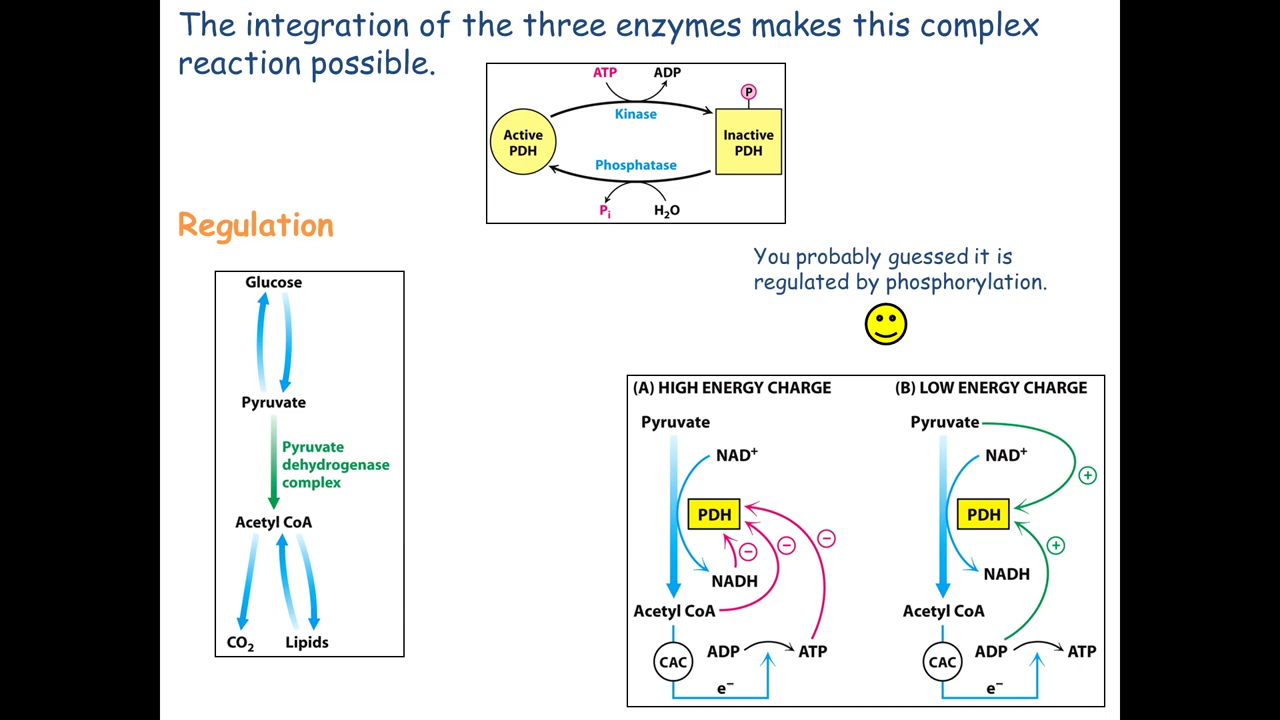 The integration of the three enzymes makes this complex
reaction possible.
ATP ADP
P
Kinase
Active
PDH
Inactive
PDH
Phosphatase
Pi H₂O
Regulation
You probably guessed it is
regulated by phosphorylation.
Glucose
Pyruvate
Pyruvate
dehydrogenase
complex
Acetyl CoA
CO₂ Lipids
(A) HIGH ENERGY CHARGE
Pyruvate
NAD⁺
PDH
−
−
−
NADH
Acetyl CoA
ADP ATP
CAC
e⁻
(B) LOW ENERGY CHARGE
Pyruvate
NAD⁺
+
PDH
+
NADH
Acetyl CoA
ADP ATP
CAC
e⁻